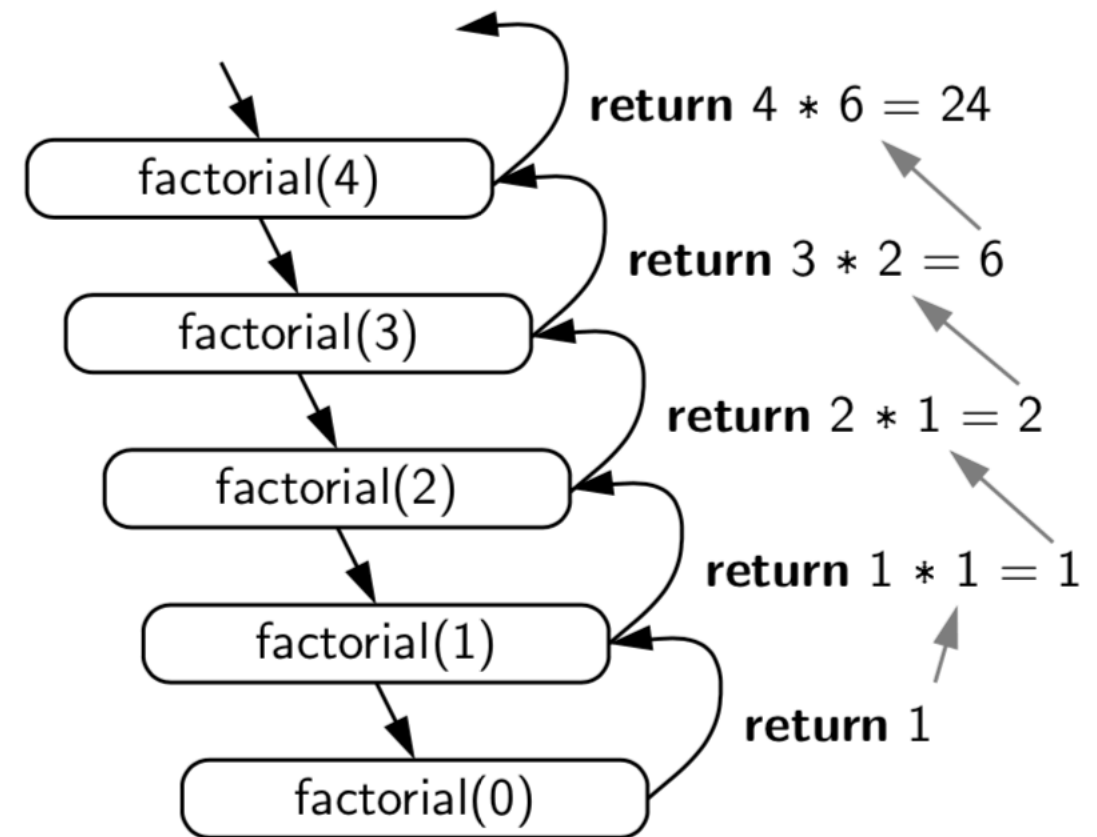 return 4 * 6 = 24
factorial(4)
return 3 * 2 = 6
factorial(3)
return 2 * 1 = 2
factorial(2)
return 1 * 1 = 1
factorial(1)
return 1
factorial(0)